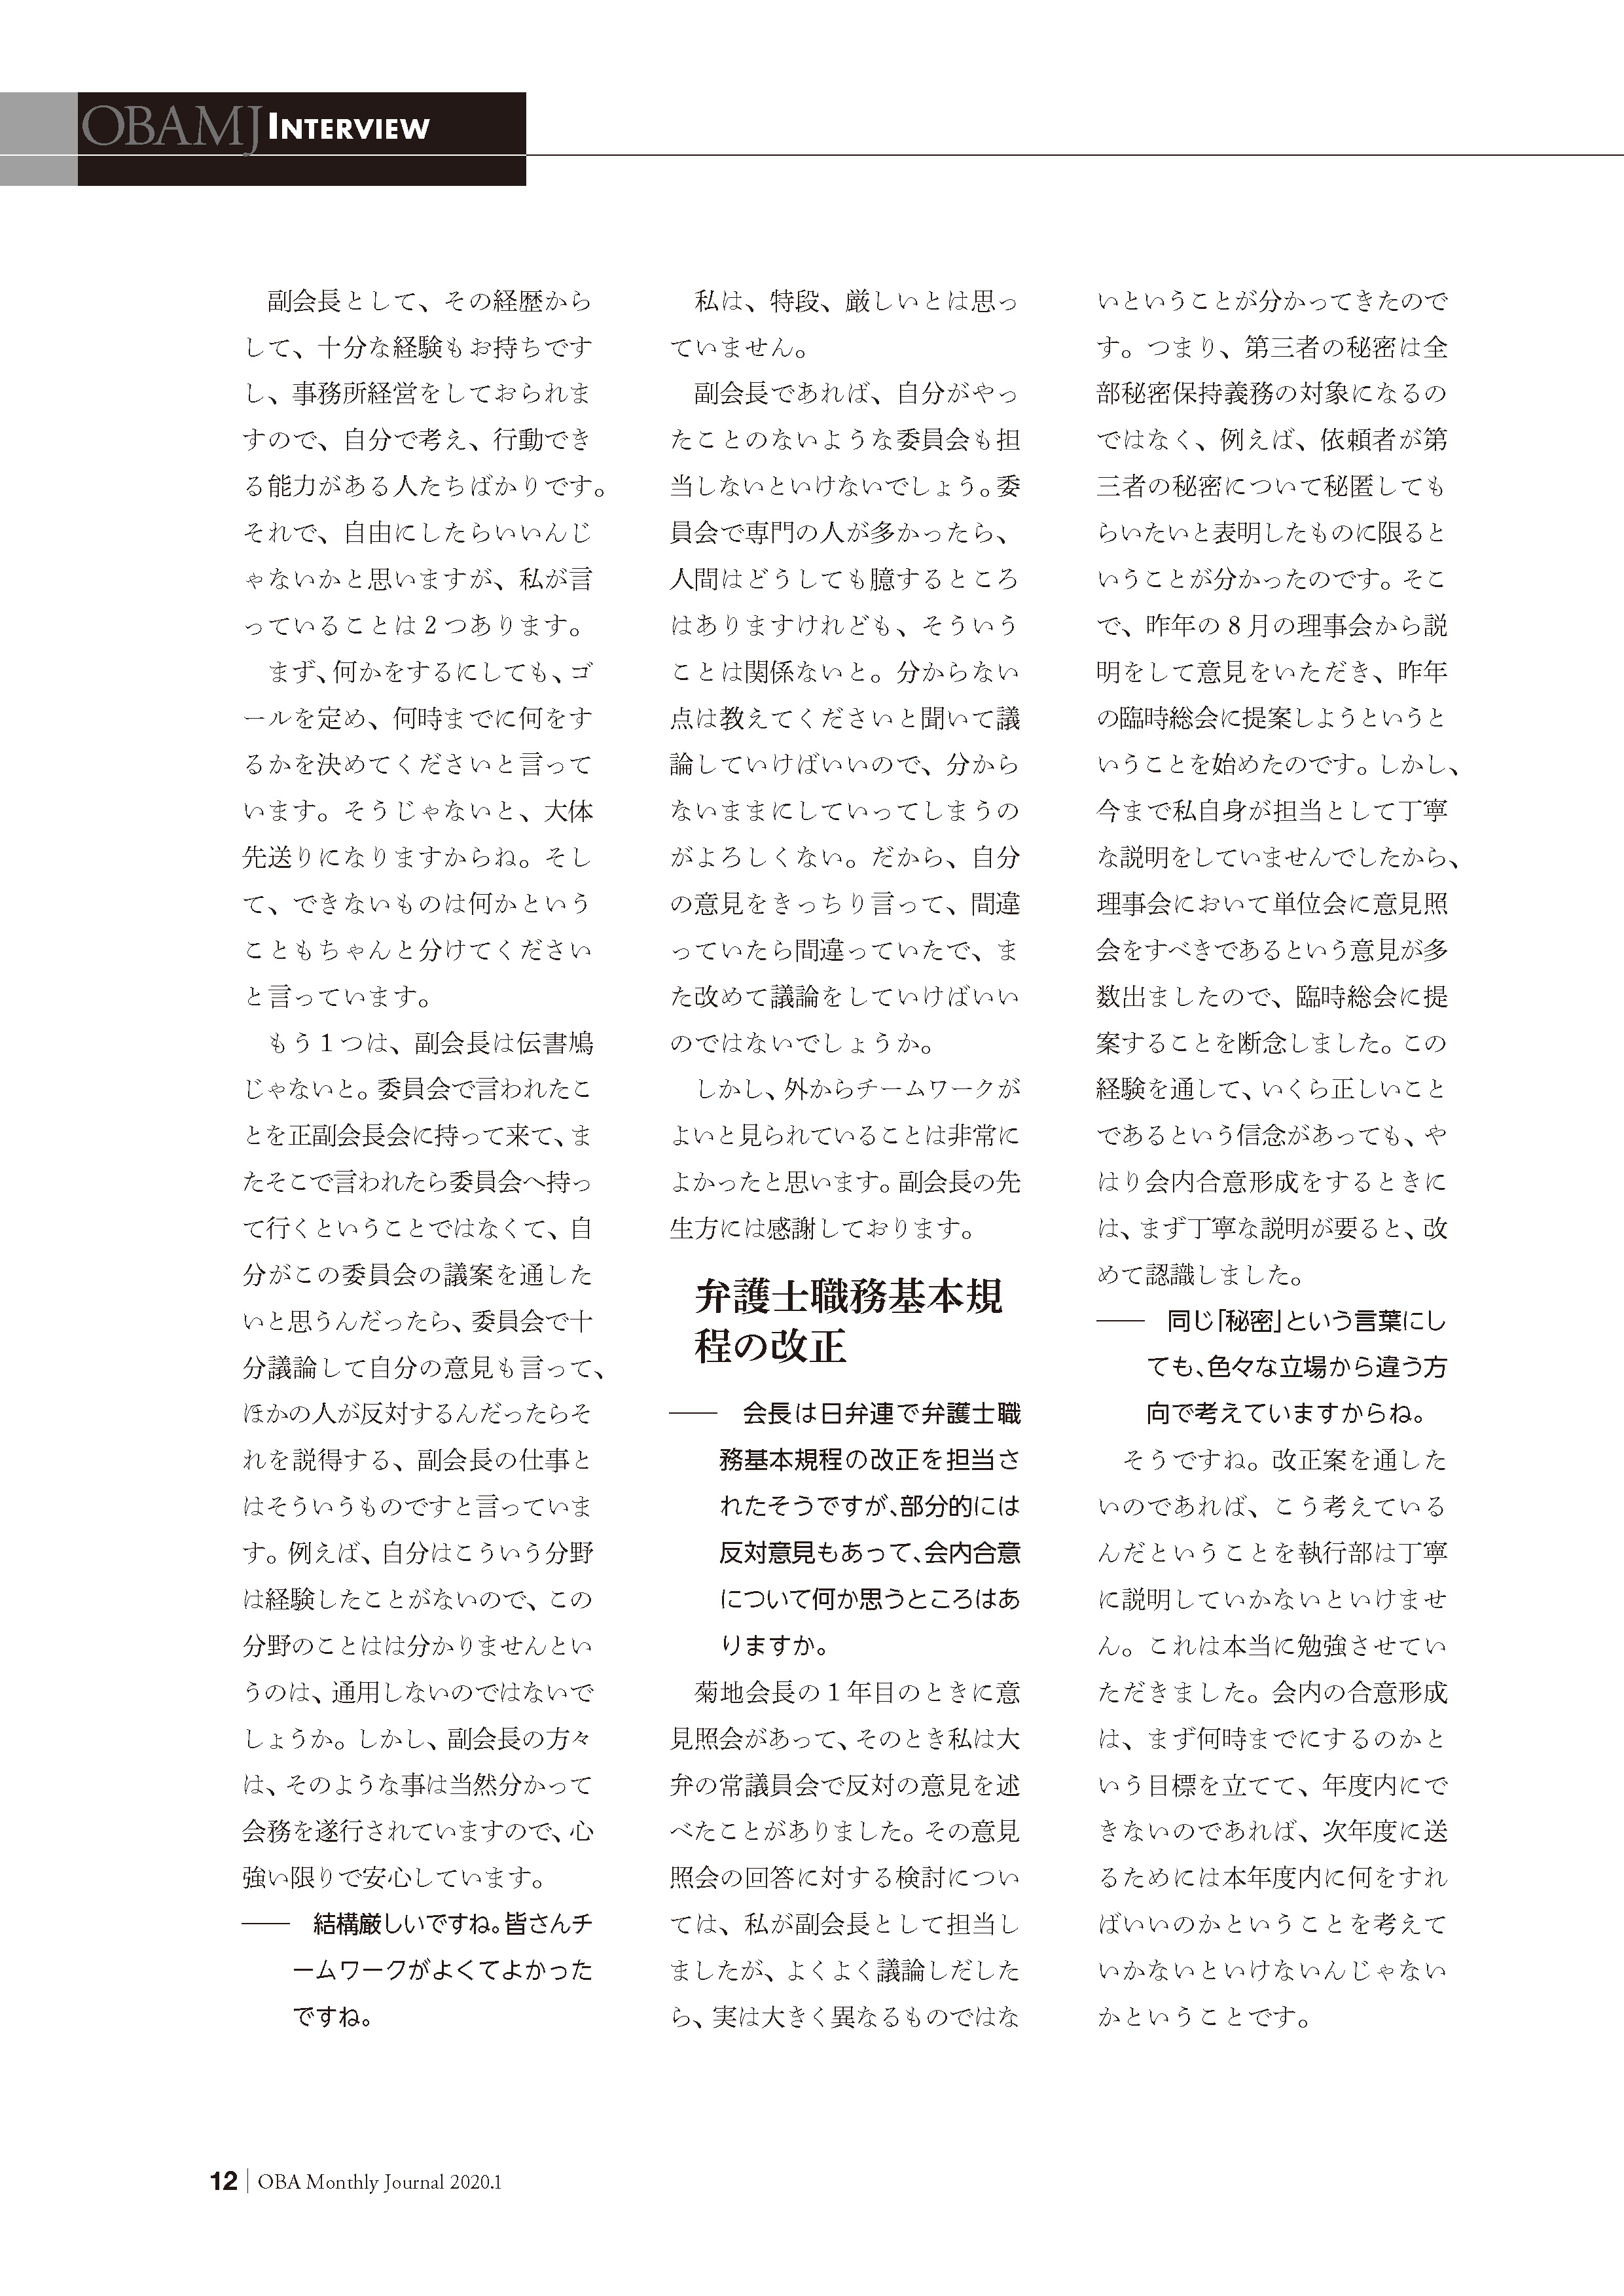 OBAMJ INTERVIEW
副会長として、その経歴から
して、十分な経験もお持ちです
し、事務所経営をしておられま
すので、自分で考え、行動でき
る能力がある人たちばかりです。
それで、自由にしたらいいんじ
ゃないかと思いますが、私が言
っていることは2つあります。
まず、何かをするにしても、ゴ
ールを定め、何時までに何をす
るかを決めてくださいと言って
います。そうじゃないと、大体
先送りになりますからね。そし
て、できないものは何かという
こともちゃんと分けてください
と言っています。
もう1つは、副会長は伝書鳩
じゃないと。委員会で言われたこ
とを正副会長会に持って来て、ま
たそこで言われたら委員会へ持っ
て行くということではなくて、自
分がこの委員会の議案を通した
いと思うんだったら、委員会で十
分議論して自分の意見も言って、
ほかの人が反対するんだったらそ
れを説得する、副会長の仕事と
はそういうものですと言っていま
す。例えば、自分はこういう分野
は経験したことがないので、この
分野のことはは分かりませんとい
うのは、通用しないのではないで
しょうか。しかし、副会長の方々
は、そのような事は当然分かって
会務を遂行されていますので、心
強い限りで安心しています。
―― 結構厳しいですね。皆さんチ
ームワークがよくてよかった
ですね。
私は、特段、厳しいとは思っ
ていません。
副会長であれば、自分がやっ
たことのないような委員会も担
当しないといけないでしょう。委
員会で専門の人が多かったら、
人間はどうしても臆するところ
はありますけれども、そういう
ことは関係ないと。分からない
点は教えてくださいと聞いて議
論していけばいいので、分から
ないままにしていってしまうの
がよろしくない。だから、自分
の意見をきっちり言って、間違
っていたら間違っていたで、ま
た改めて議論をしていけばいい
のではないでしょうか。
しかし、外からチームワークが
よいと見られていることは非常に
よかったと思います。副会長の先
生方には感謝しております。
弁護士職務基本規
程の改正
―― 会長は日弁連で弁護士職
務基本規程の改正を担当さ
れたそうですが、部分的には
反対意見もあって、会内合意
について何か思うところはあ
りますか。
菊地会長の1年目のときに意
見照会があって、そのとき私は大
弁の常議員会で反対の意見を述
べたことがありました。その意見
照会の回答に対する検討につい
ては、私が副会長として担当し
ましたが、よくよく議論しだした
ら、実は大きく異なるものではな
いということが分かってきたので
す。つまり、第三者の秘密は全
部秘密保持義務の対象になるの
ではなく、例えば、依頼者が第
三者の秘密について秘匿しても
らいたいと表明したものに限ると
いうことが分かったのです。そこ
で、昨年の8月の理事会から説
明をして意見をいただき、昨年
の臨時総会に提案しようというと
いうことを始めたのです。しかし、
今まで私自身が担当として丁寧
な説明をしていませんでしたから、
理事会において単位会に意見照
会をすべきであるという意見が多
数出ましたので、臨時総会に提
案することを断念しました。この
経験を通して、いくら正しいこと
であるという信念があっても、や
はり会内合意形成をするときに
は、まず丁寧な説明が要ると、改
めて認識しました。
―― 同じ「秘密」という言葉にし
ても、色々な立場から違う方
向で考えていますからね。
そうですね。改正案を通した
いのであれば、こう考えている
んだということを執行部は丁寧
に説明していかないといけませ
ん。これは本当に勉強させてい
ただきました。会内の合意形成
は、まず何時までにするのかと
いう目標を立てて、年度内にで
きないのであれば、次年度に送
るためには本年度内に何をすれ
ばいいのかということを考えて
いかないといけないんじゃない
かということです。
12 OBA Monthly Journal 2020.1